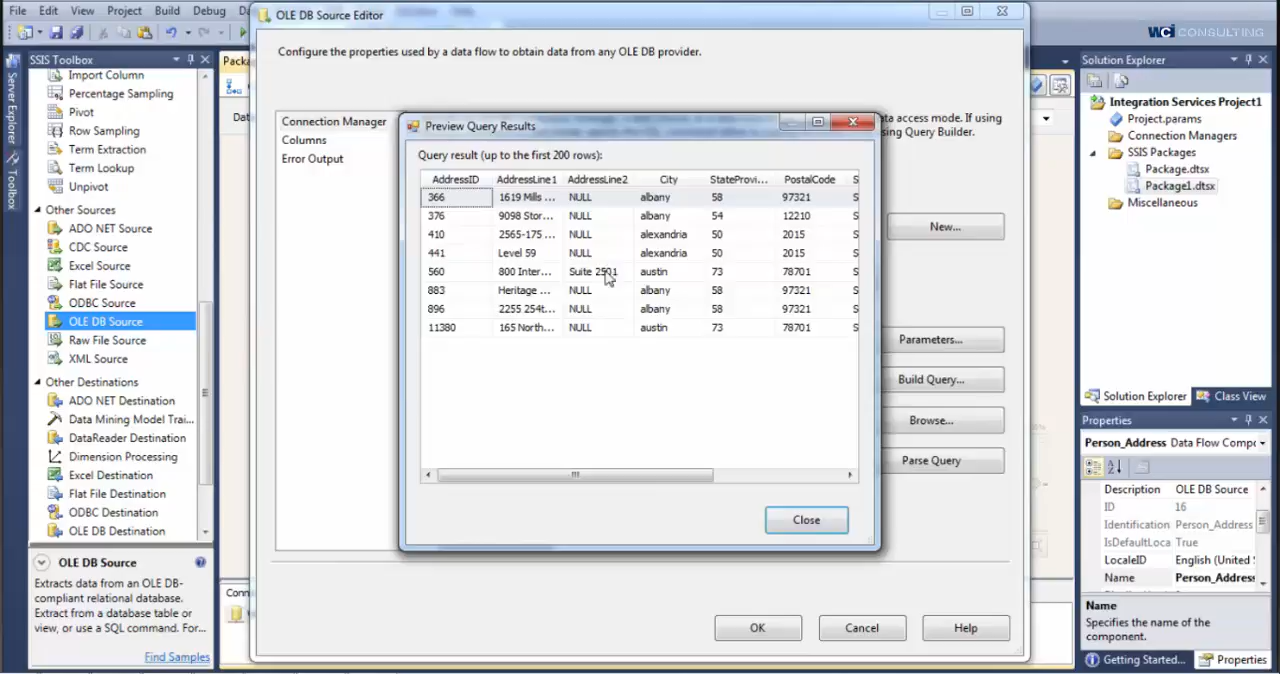 File Edit View Project Build Debug
WCI CONSULTING
OLE DB Source Editor
Configure the properties used by a data flow to obtain data from any OLE DB provider.
Connection Manager
Columns
Error Output
ata access mode. If using
sing Query Builder.
New...
Parameters...
Build Query...
Browse...
Parse Query
OK
Cancel
Help
Preview Query Results
Query result (up to the first 200 rows):
AddressID AddressLine1 AddressLine2 City StateProvi... PostalCode S
366 1619 Mills ... NULL albany 58 97321 S
376 9098 Stor... NULL albany 54 12210 S
410 2565-175 ... NULL alexandria 50 2015 S
441 Level 59 NULL alexandria 50 2015 S
560 800 Inter... Suite 2501 austin 73 78701 S
883 Heritage ... NULL albany 58 97321 S
896 2255 254t... NULL albany 58 97321 S
11380 165 North... NULL austin 73 78701 S
Close
Server Explorer
Toolbox
SSIS Toolbox
Import Column
Percentage Sampling
Pivot
Row Sampling
Term Extraction
Term Lookup
Unpivot
Other Sources
ADO NET Source
CDC Source
Excel Source
Flat File Source
ODBC Source
OLE DB Source
Raw File Source
XML Source
Other Destinations
ADO NET Destination
Data Mining Model Trai...
DataReader Destination
Dimension Processing
Excel Destination
Flat File Destination
ODBC Destination
OLE DB Destination
OLE DB Source
Extracts data from an OLE DB-
compliant relational database.
Extract from a database table or
view, or use a SQL command. For...
Find Samples
Packa
Dat
Conn
Solution Explorer
Integration Services Project1
Project.params
Connection Managers
SSIS Packages
Package.dtsx
Package1.dtsx
Miscellaneous
Solution Explorer Class View
Properties
Person_Address Data Flow Compo
Description OLE DB Source
ID 16
Identification Person_Address
IsDefaultLoca True
LocaleID English (United
Name Person_Address
Name
Specifies the name of the
component.
Getting Started... Properties